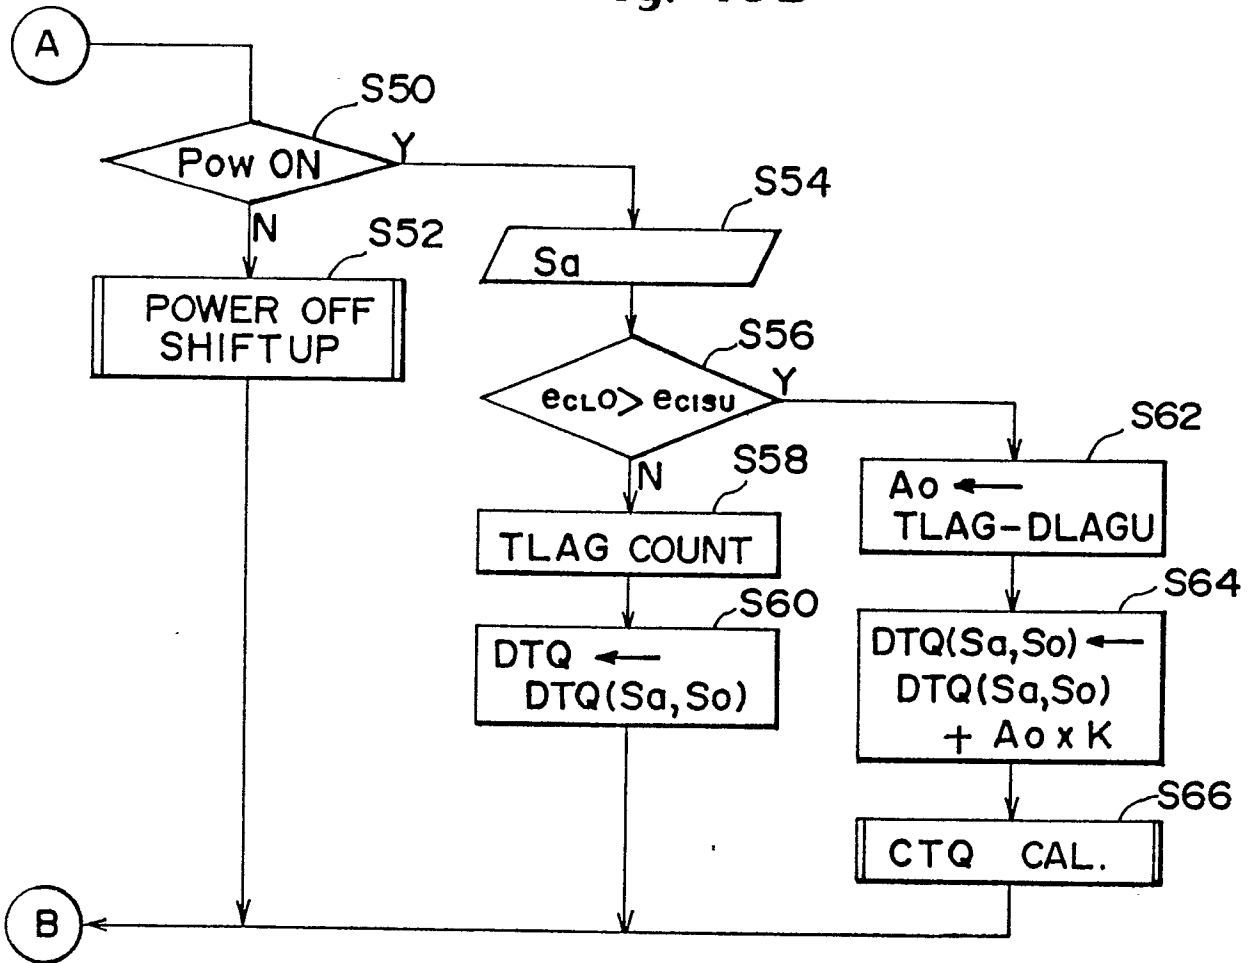 A
S50
Pow ON
Y
N
S52
POWER OFF
SHIFTUP
S54
Sa
S56
eCLO > eCISU
Y
N
S58
TLAG COUNT
S60
DTQ ←
DTQ(Sa,So)
S62
Ao ←
TLAG-DLAGU
S64
DTQ(Sa,So) ←
DTQ(Sa,So)
+ Ao x K
S66
CTQ CAL.
B